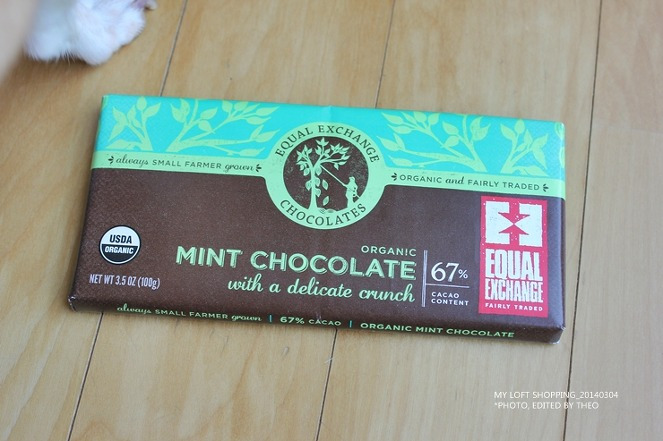 EQUAL EXCHANGE
CHOCOLATES
always SMALL FARMER grown
ORGANIC and FAIRLY TRADED
USDA
ORGANIC
NET WT 3.5 OZ (100g)
ORGANIC
MINT CHOCOLATE
with a delicate crunch
67%
CACAO
CONTENT
EQUAL
EXCHANGE
FAIRLY TRADED
always SMALL FARMER grown | 67% CACAO | ORGANIC MINT CHOCOLATE
MY LOFT SHOPPING_20140304
*PHOTO, EDITED BY THEO